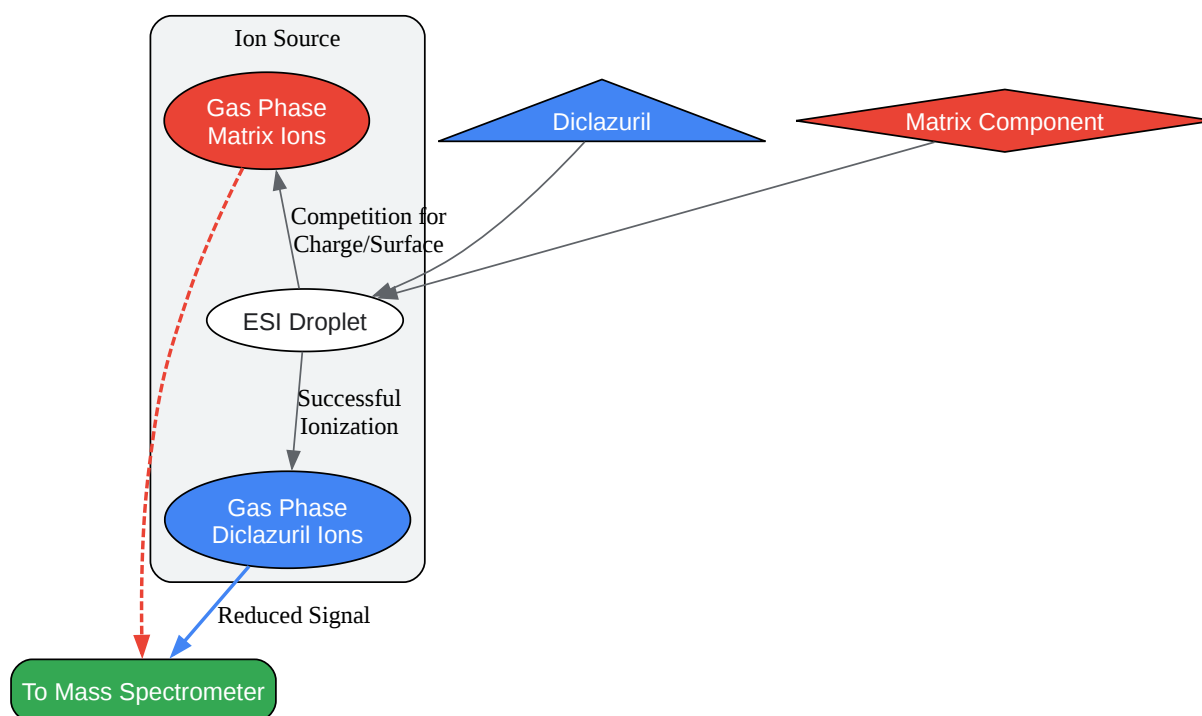 Ion Source
Gas Phase
Matrix Ions
Diclazuril
Matrix Component
Competition for
Charge/Surface
ESI Droplet
Successful
Ionization
Gas Phase
Diclazuril Ions
Reduced Signal
To Mass Spectrometer